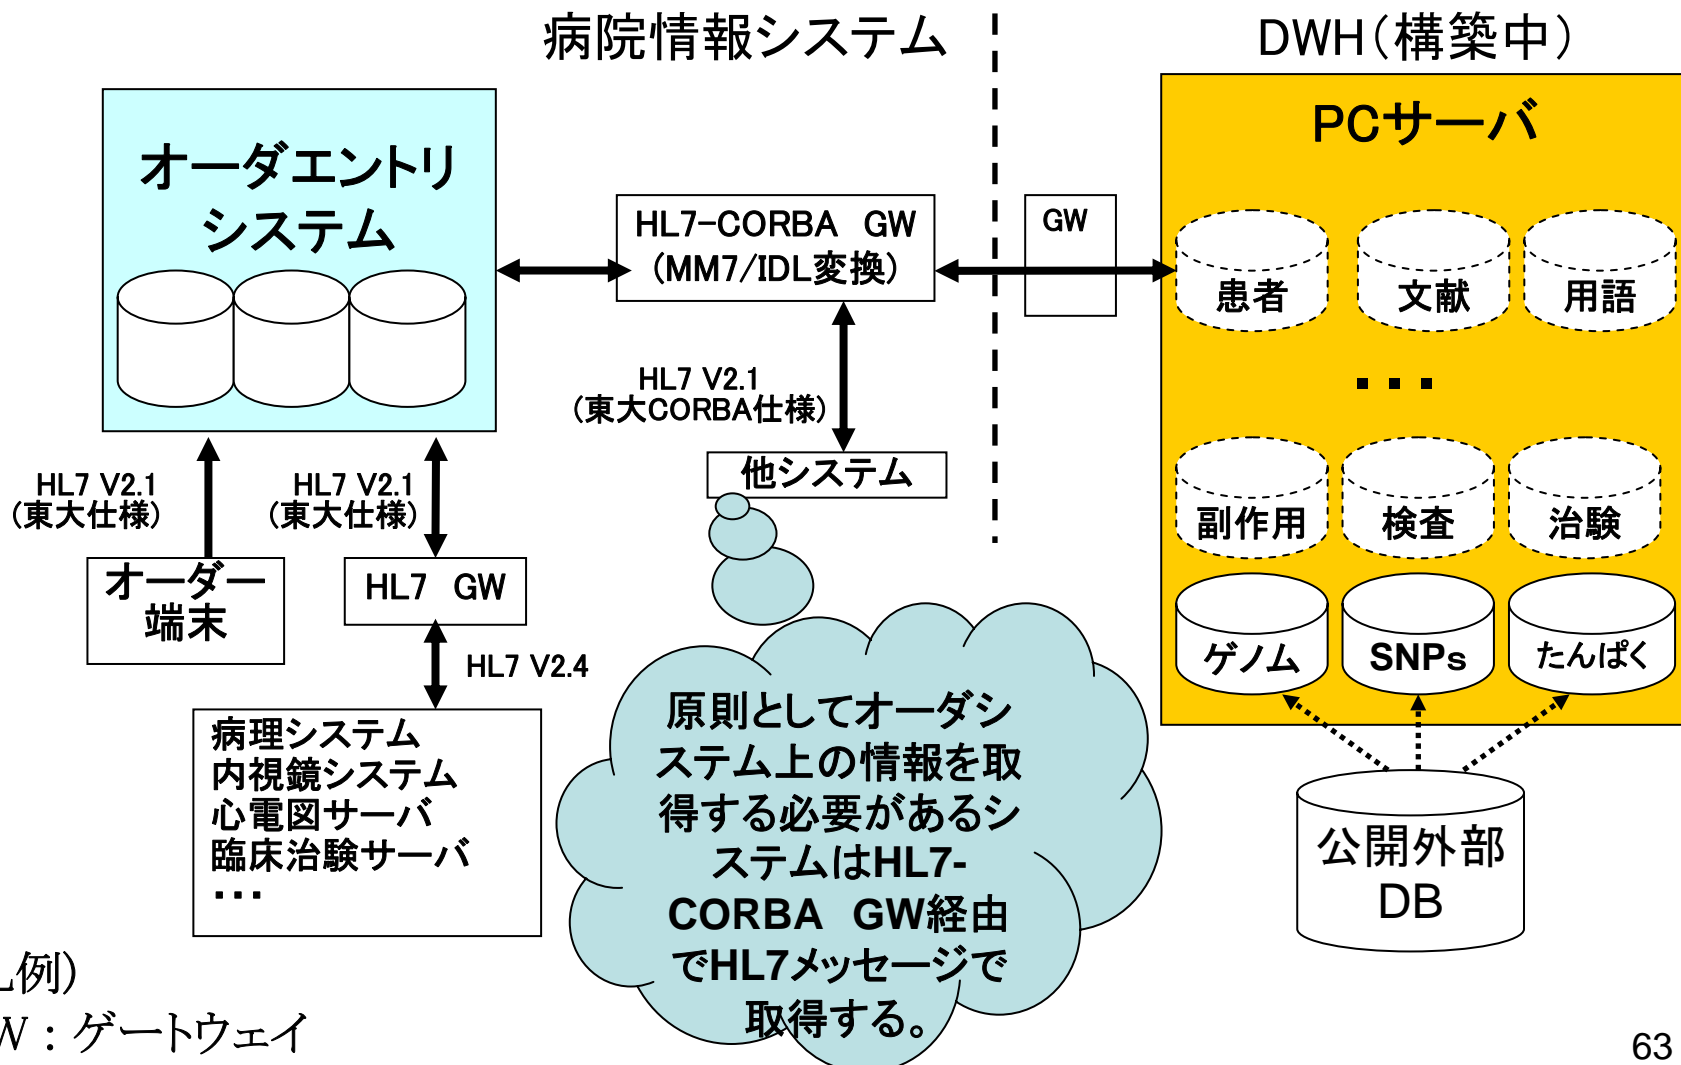 病院情報システム
DWH（構築中）
オーダエントリ
システム
HL7-CORBA　GW
(MM7/IDL変換)
GW
PCサーバ
患者
文献
用語
・・・
副作用
検査
治験
ゲノム
SNPs
たんぱく
HL7 V2.1
(東大CORBA仕様)
他システム
HL7 V2.1
(東大仕様)
HL7 V2.1
(東大仕様)
オーダー
端末
HL7　GW
HL7 V2.4
病理システム
内視鏡システム
心電図サーバ
臨床治験サーバ
・・・
原則としてオーダシ
ステム上の情報を取
得する必要があるシ
ステムはHL7-
CORBA　GW経由
でHL7メッセージで
取得する。
公開外部
DB
例)
W：ゲートウェイ
63